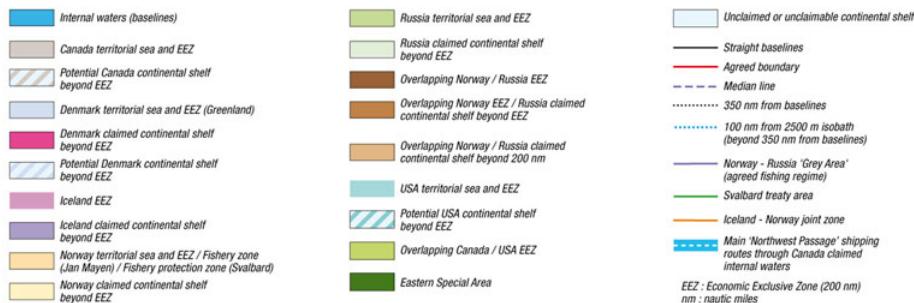 Internal waters (baselines)
Canada territorial sea and EEZ
Potential Canada continental shelf
beyond EEZ
Denmark territorial sea and EEZ (Greenland)
Denmark claimed continental shelf
beyond EEZ
Potential Denmark continental shelf
beyond EEZ
Iceland EEZ
Iceland claimed continental shelf
beyond EEZ
Norway territorial sea and EEZ / Fishery zone
(Jan Mayen) / Fishery protection zone (Svalbard)
Norway claimed continental shelf
beyond EEZ
Russia territorial sea and EEZ
Russia claimed continental shelf
beyond EEZ
Overlapping Norway / Russia EEZ
Overlapping Norway EEZ / Russia claimed
continental shelf beyond EEZ
Overlapping Norway / Russia claimed
continental shelf beyond 200 nm
USA territorial sea and EEZ
Potential USA continental shelf
beyond EEZ
Overlapping Canada / USA EEZ
Eastern Special Area
Unclaimed or unclaimable continental shelf
Straight baselines
Agreed boundary
Median line
350 nm from baselines
100 nm from 2500 m isobath
(beyond 350 nm from baselines)
Norway - Russia 'Grey Area'
(agreed fishing regime)
Svalbard treaty area
Iceland - Norway joint zone
Main 'Northwest Passage' shipping
routes through Canada claimed
internal waters
EEZ : Economic Exclusive Zone (200 nm)
nm : nautic miles